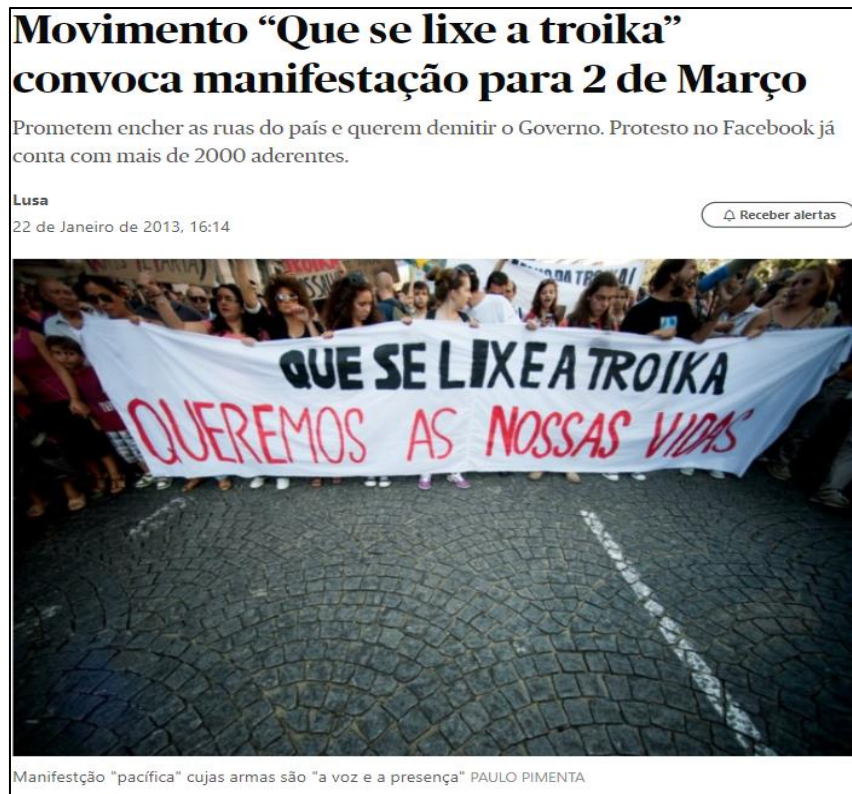 Movimento “Que se lixe a troika”
convoca manifestação para 2 de Março
Prometem encher as ruas do país e querem demitir o Governo. Protesto no Facebook já
conta com mais de 2000 aderentes.
Lusa
22 de Janeiro de 2013, 16:14
Receber alertas
DA TROIKA!
QUE SE LIXE A TROIKA
QUEREMOS AS NOSSAS VIDAS
Manifestção "pacífica" cujas armas são "a voz e a presença" PAULO PIMENTA